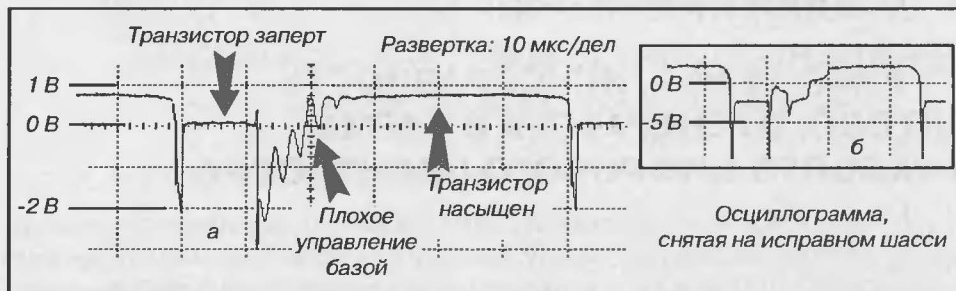 Транзистор заперт
Развертка: 10 мкс/дел
1 В
0 В
-2 В
а
Плохое
управление
базой
Транзистор
насыщен
0 В
5 В
б
Осциллограмма,
снятая на исправном шасси